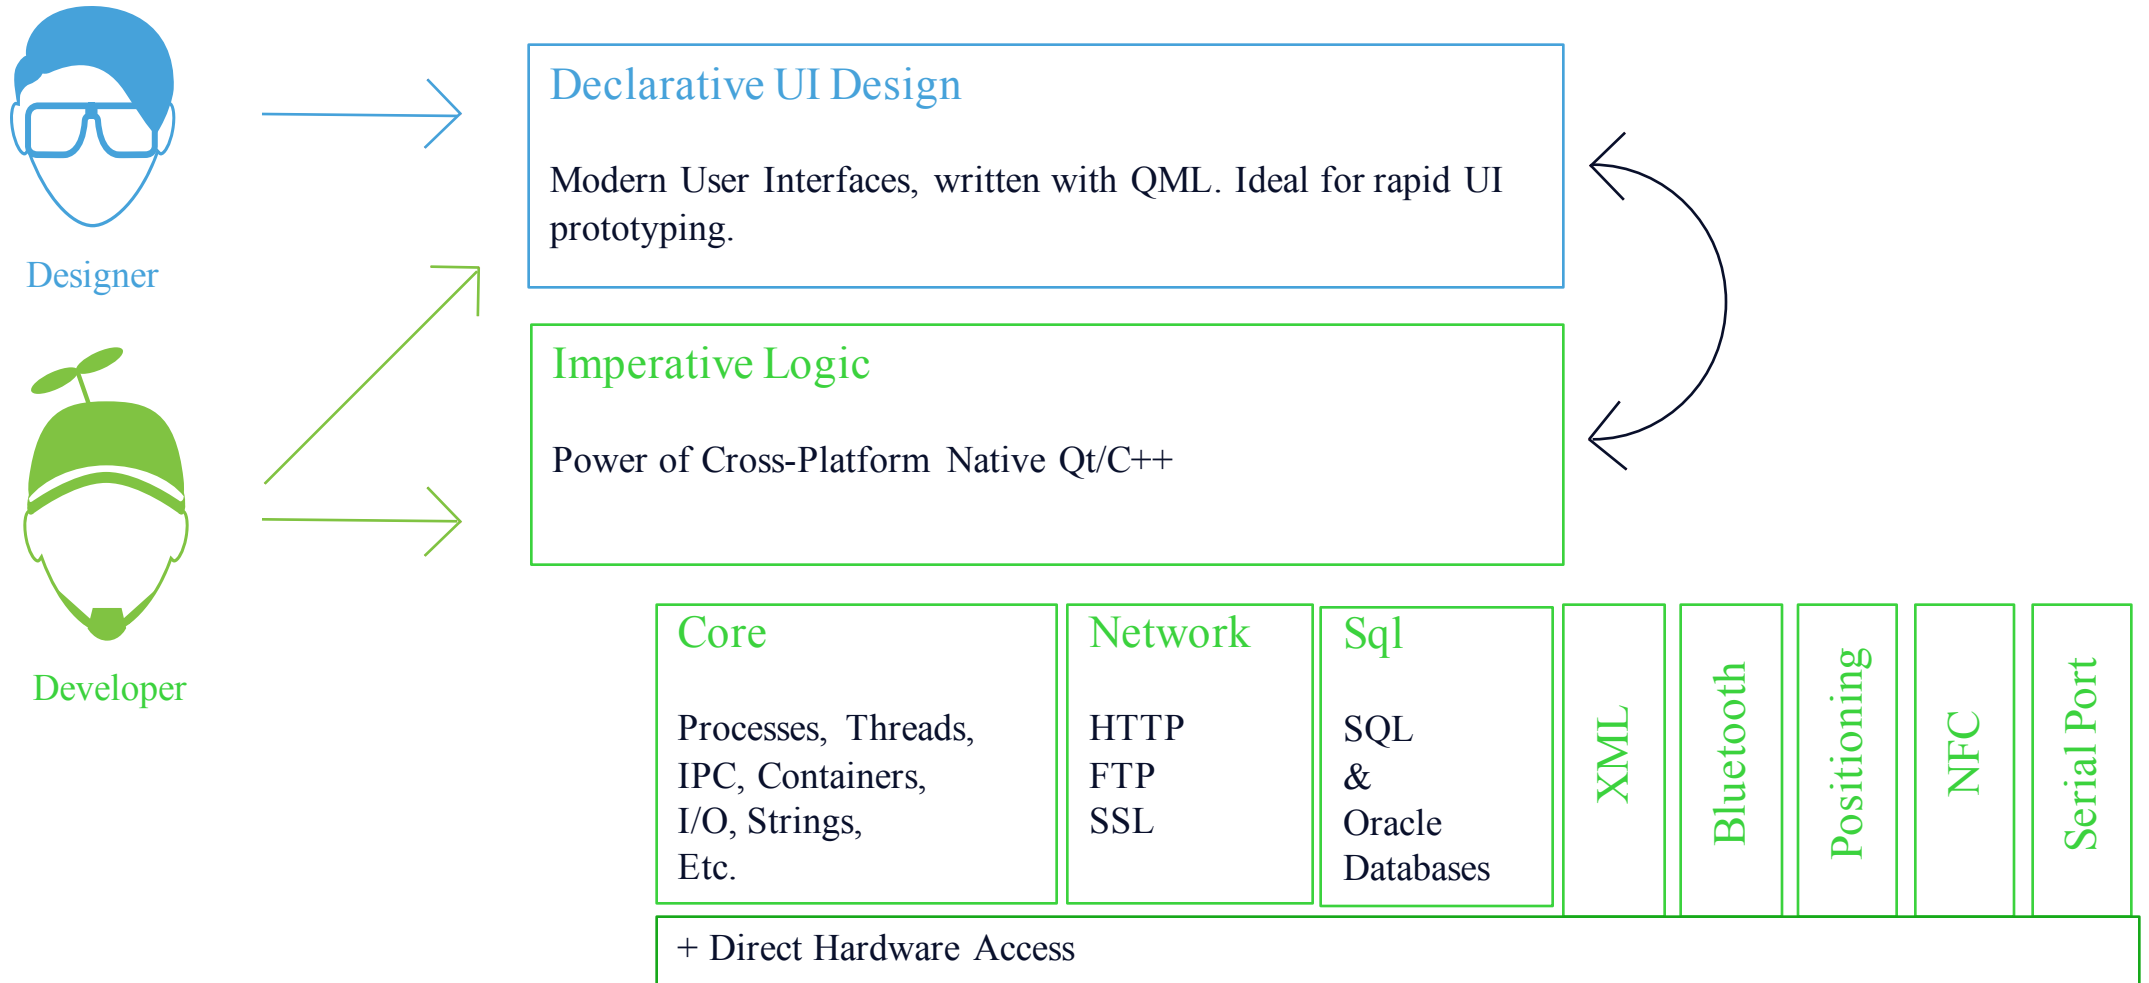 Designer
Declarative UI Design
Modern User Interfaces, written with QML. Ideal for rapid UI
prototyping.
Developer
Imperative Logic
Power of Cross-Platform Native Qt/C++
Core
Processes, Threads,
IPC, Containers,
I/O, Strings,
Etc.
Network
HTTP
FTP
SSL
Sql
SQL
&
Oracle
Databases
XML
Bluetooth
Positioning
NFC
Serial Port
+ Direct Hardware Access